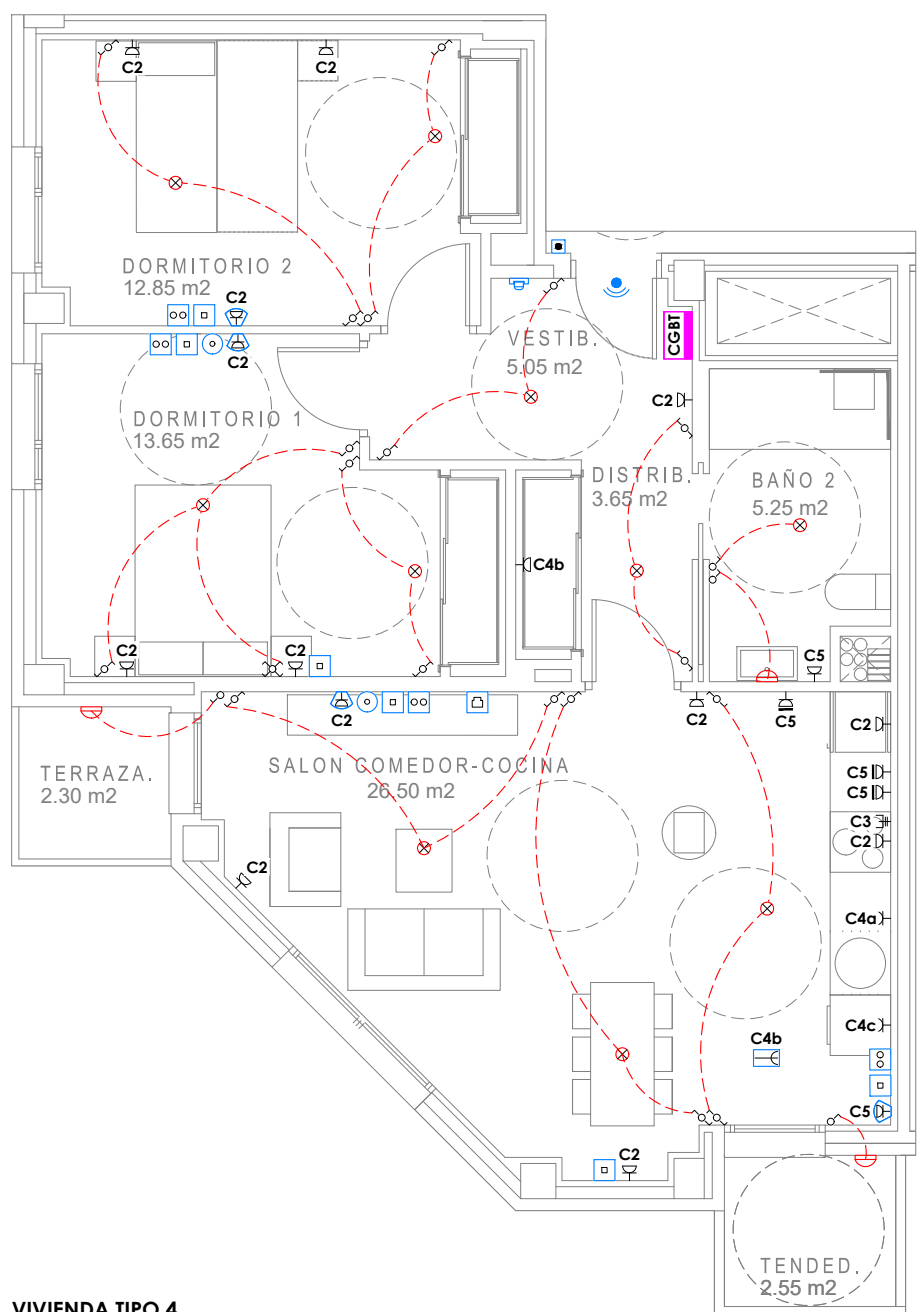 C2
C2
DORMITORIO 2
12.85 m2
C2
C2
DORMITORIO 1
13.65 m2
VESTIB.
5.05 m2
CGBT
C2
DISTRIB.
3.65 m2
BAÑO 2
5.25 m2
C4b
C2
C2
C5
C2
C2
C5
C2
TERRAZA.
2.30 m2
SALON COMEDOR-COCINA
26.50 m2
C5
C5
C3
C2
C2
C4a
C4c
C4b
C5
C2
TENDED.
2.55 m2
VIVIENDA TIPO 4